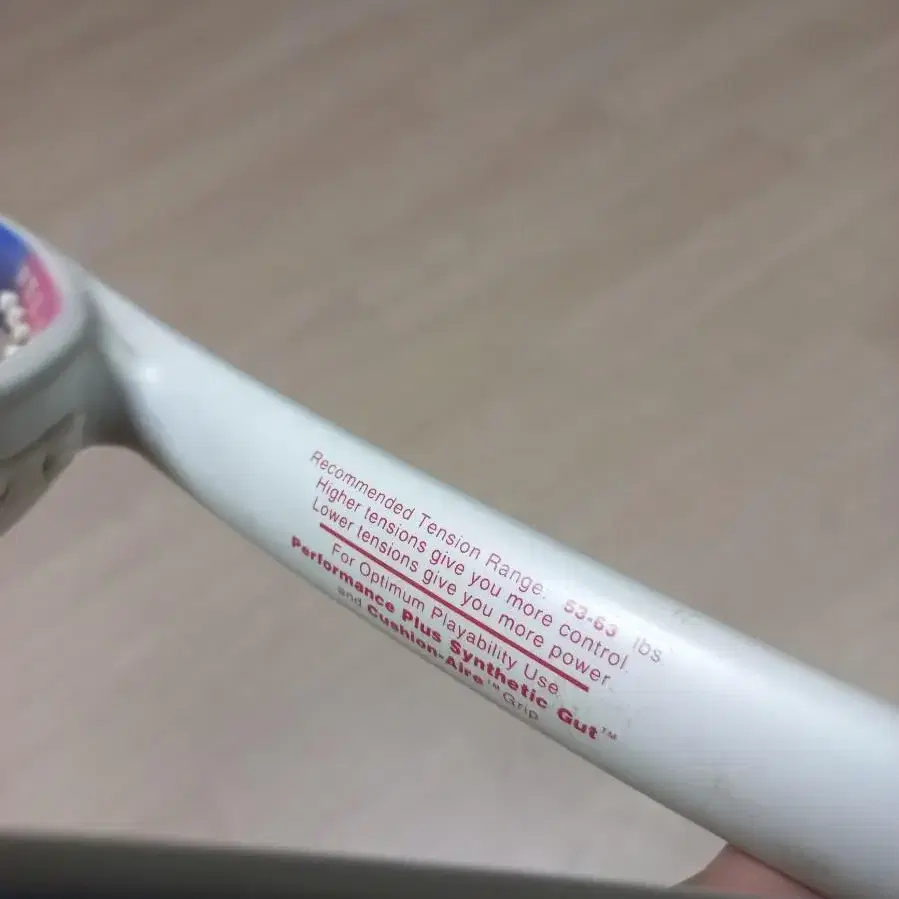 Recommended Tension Range: 53-63 lbs.
Higher tensions give you more control.
Lower tensions give you more power.
For Optimum Playability Use
Performance Plus Synthetic Gut™
and Cushion-Aire™ Grip